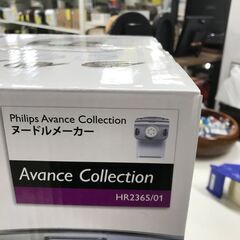 Philips Avance Collection
ヌードルメーカー
Avance Collection
HR2365/01